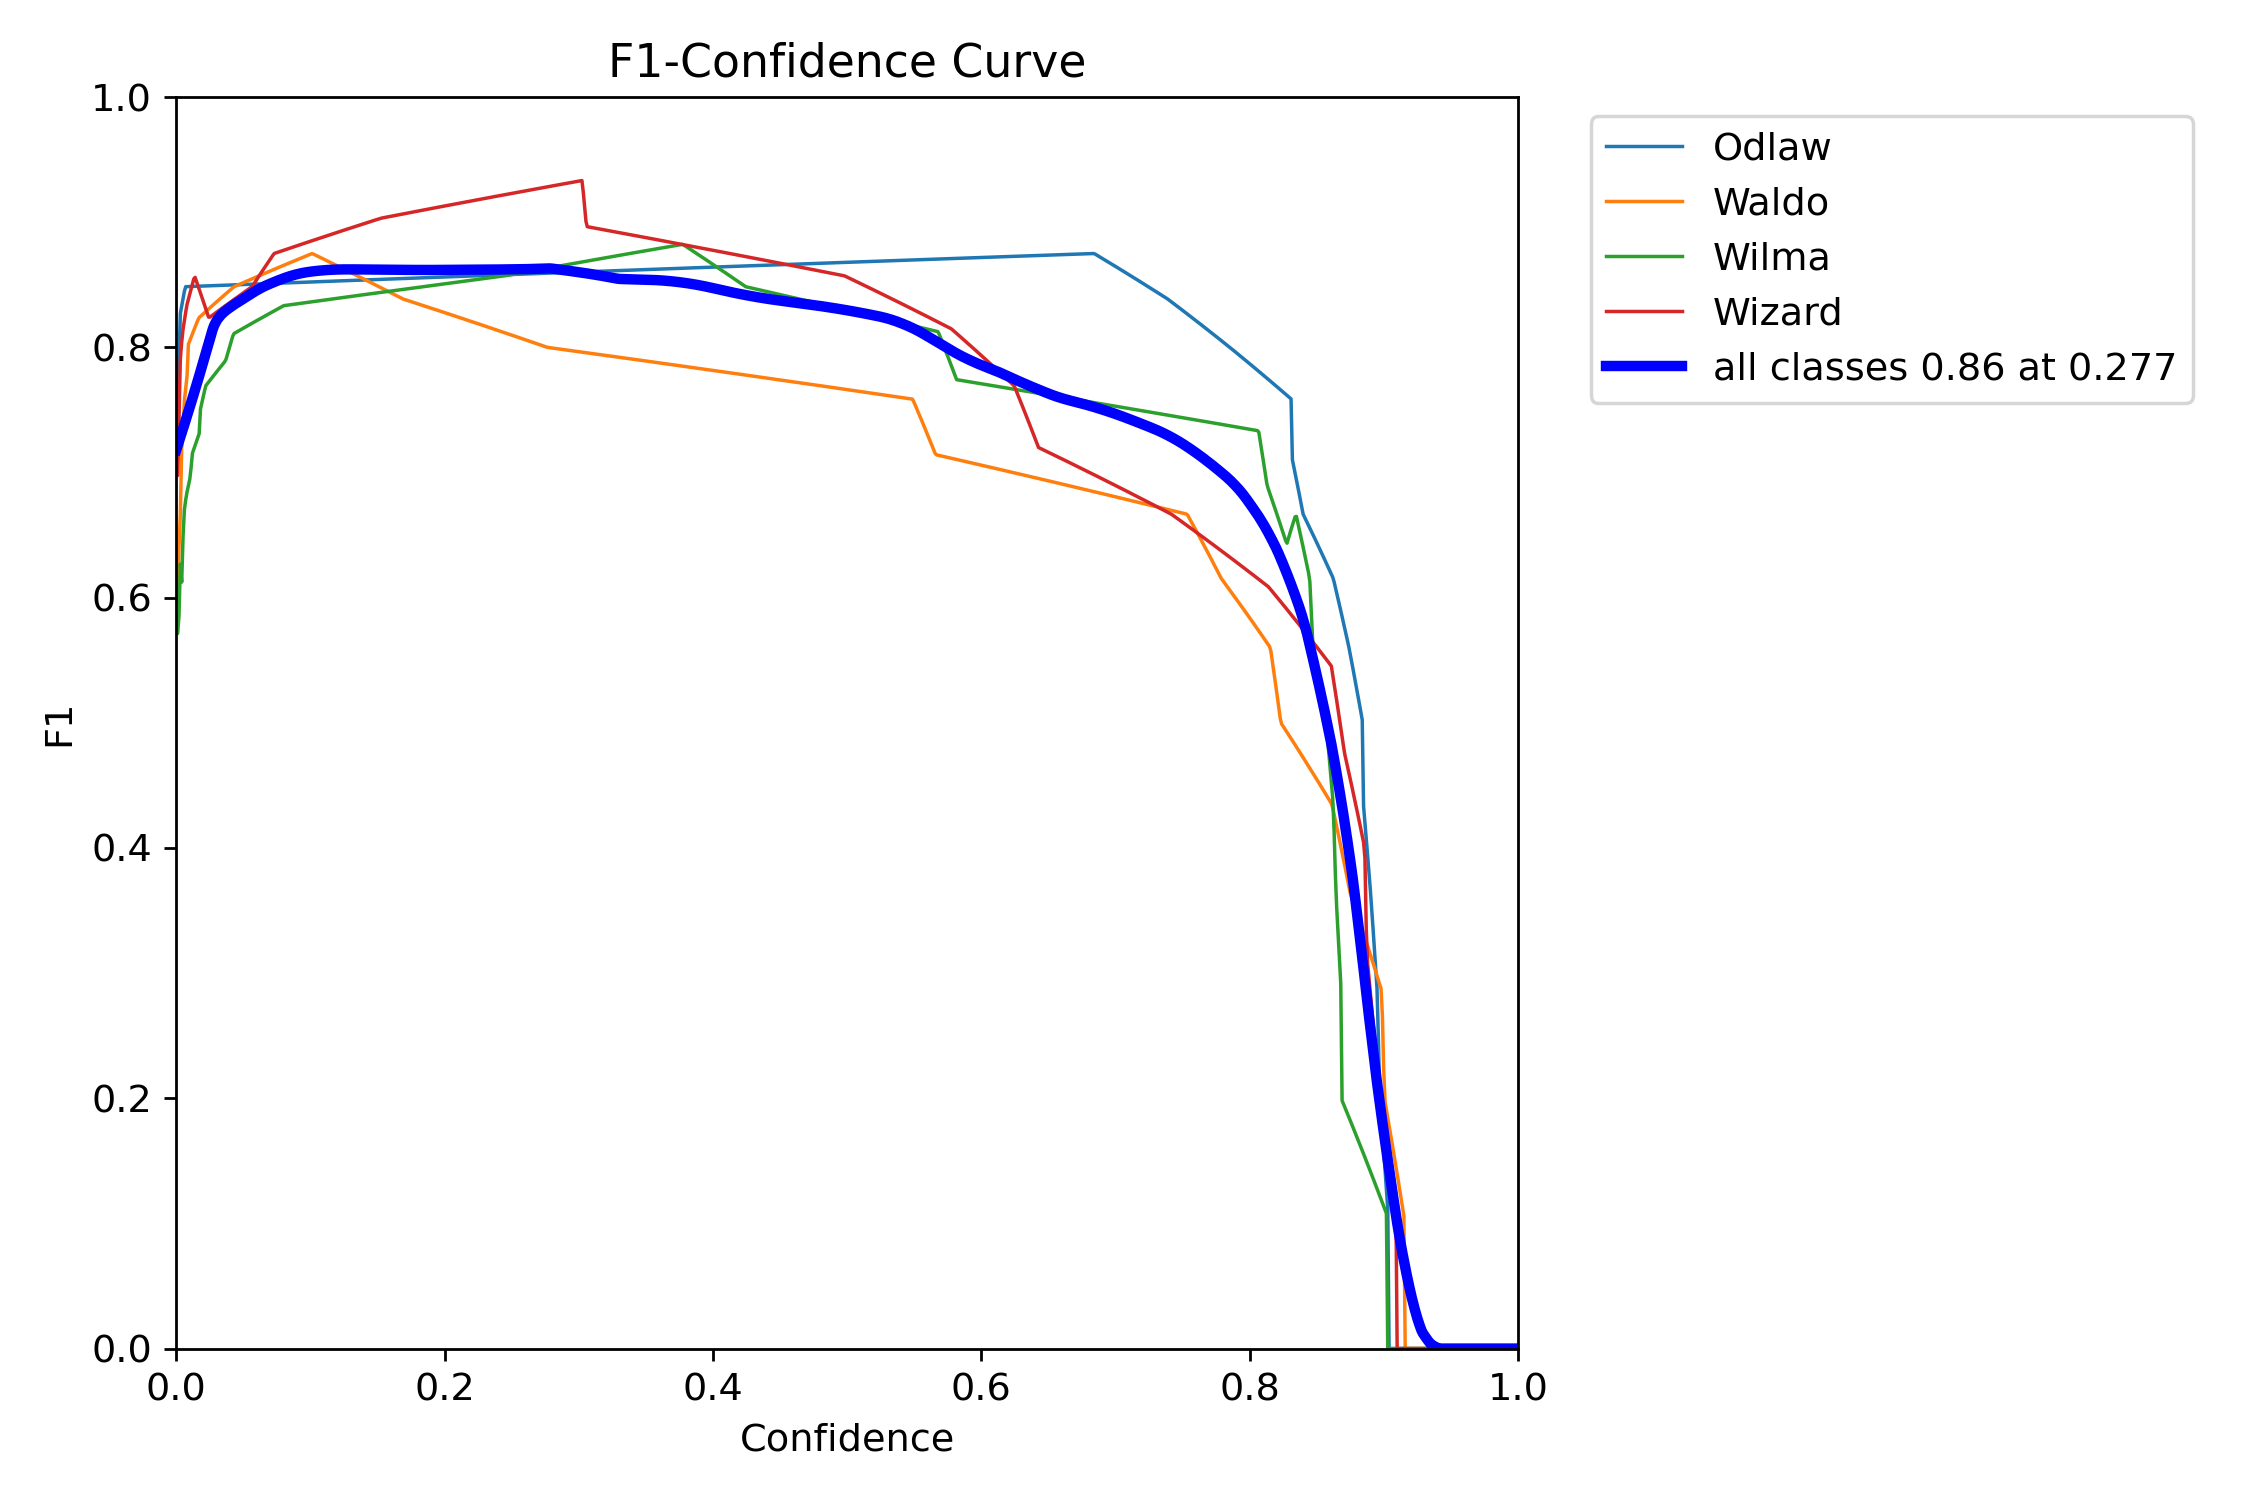 F1-Confidence Curve
1.0
0.8
0.6
0.4
0.2
0.0
F1
0.0 0.2 0.4 0.6 0.8 1.0
Confidence
Odlaw
Waldo
Wilma
Wizard
all classes 0.86 at 0.277